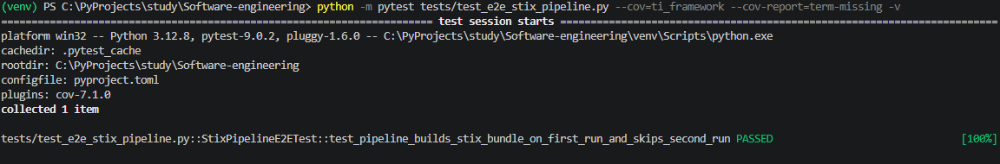 (venv) PS C:\PyProjects\study\Software-engineering> python -m pytest tests/test_e2e_stix_pipeline.py --cov=ti_framework --cov-report=term-missing -v
============================================================== test session starts ===============================================================
platform win32 -- Python 3.12.8, pytest-9.0.2, pluggy-1.6.0 -- C:\PyProjects\study\Software-engineering\venv\Scripts\python.exe
cachedir: .pytest_cache
rootdir: C:\PyProjects\study\Software-engineering
configfile: pyproject.toml
plugins: cov-7.1.0
collected 1 item
tests/test_e2e_stix_pipeline.py::StixPipelineE2ETest::test_pipeline_builds_stix_bundle_on_first_run_and_skips_second_run PASSED [100%]